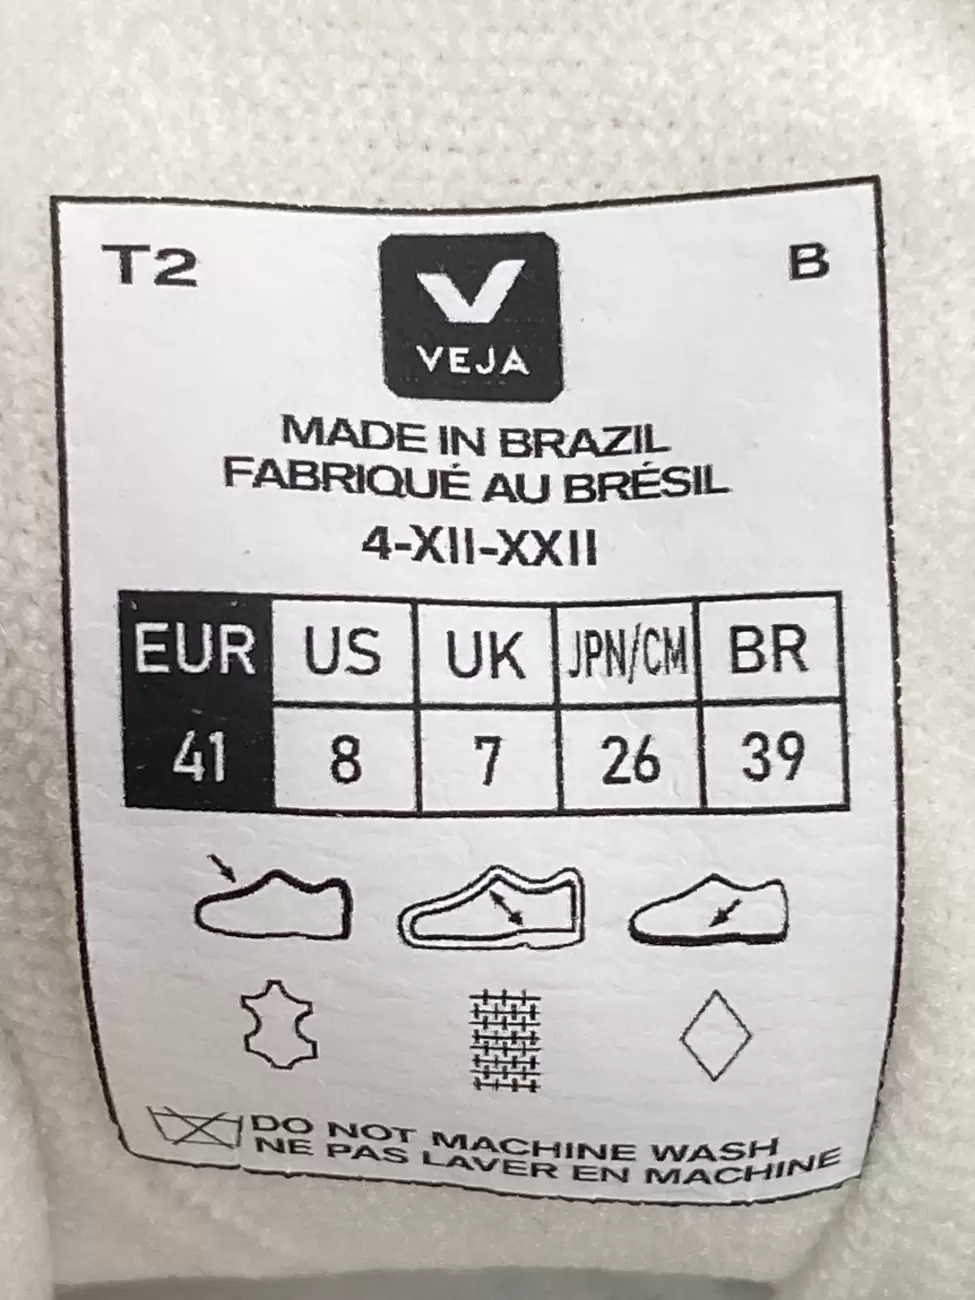 T2
B
VEJA
MADE IN BRAZIL
FABRIQUÉ AU BRÉSIL
4-XII-XXII
EUR US UK JPN/CM BR
41 8 7 26 39
DO NOT MACHINE WASH
NE PAS LAVER EN MACHINE